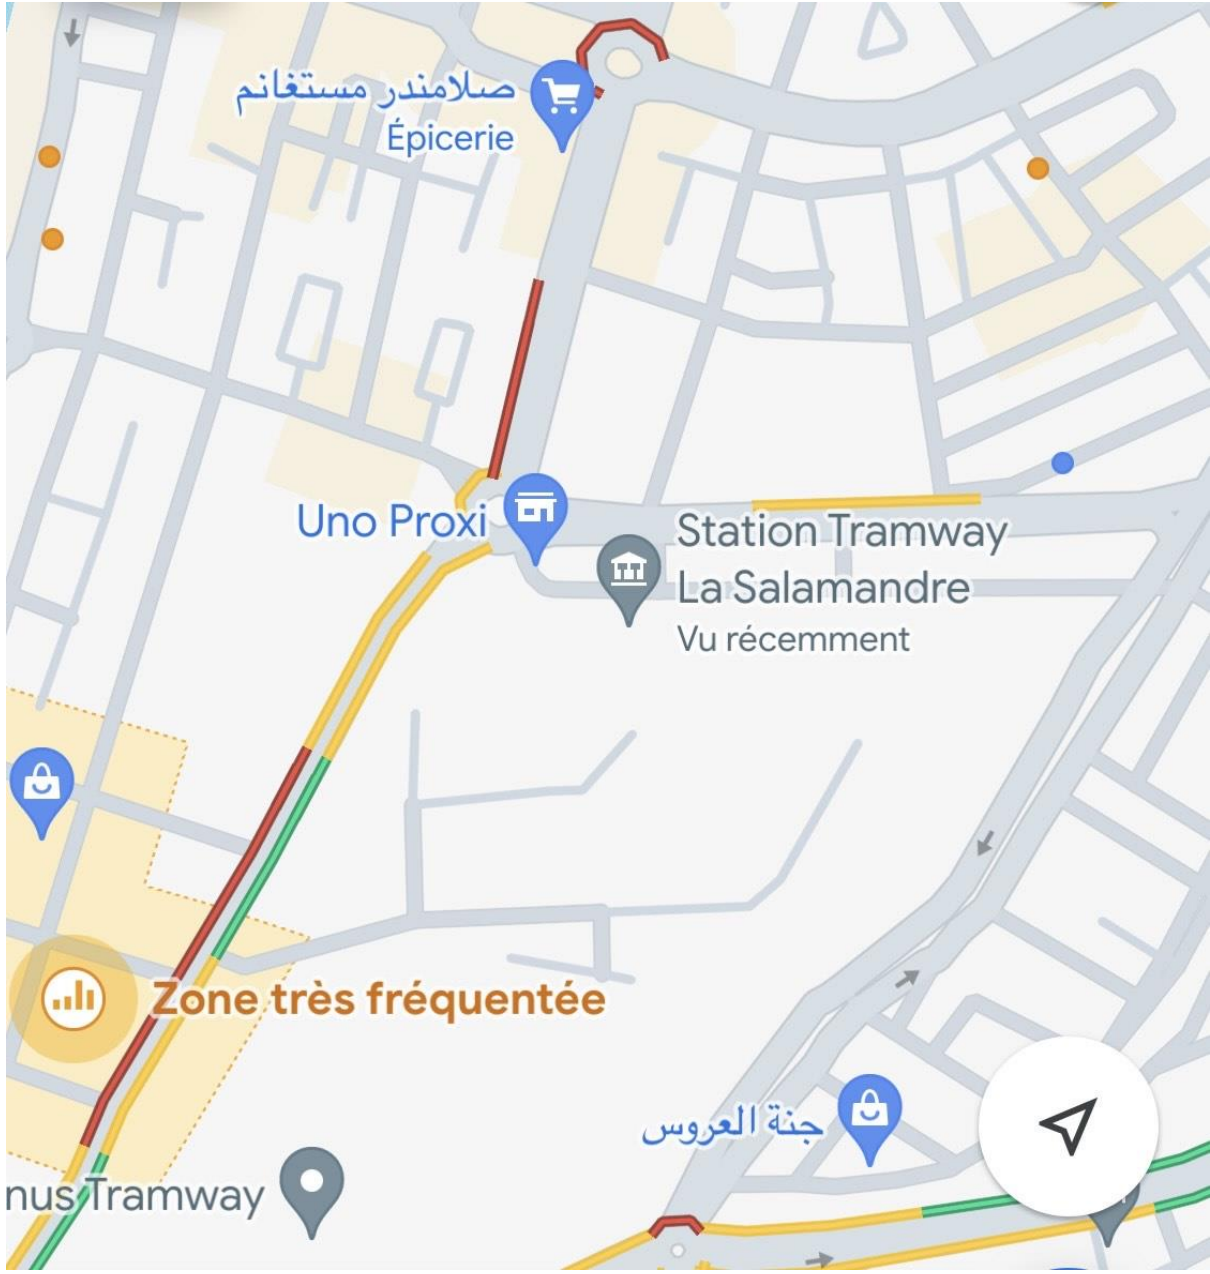 صلامندر مستغانم
Épicerie
Uno Proxi
Station Tramway
La Salamandre
Vu récemment
Zone très fréquentée
جنة العروس
nus Tramway